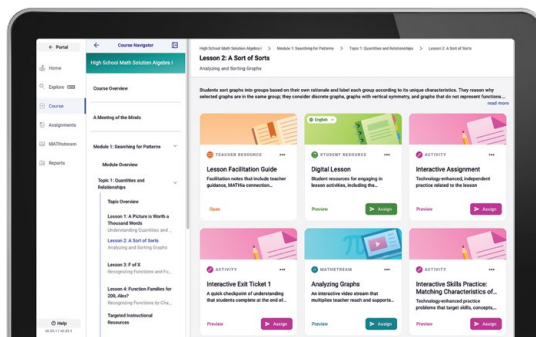 ← Portal
Home
Explore
Course
Assignments
MATHstream
Reports
Help
← Course Navigator
High School Math Solution Algebra I
Course Overview
A Meeting of the Minds
Module 1: Searching for Patterns
Module Overview
Topic 1: Quantities and
Relationships
Topic Overview
Lesson 1: A Picture is Worth a
Thousand Words
Understanding Quantities and ...
Lesson 2: A Sort of Sorts
Analyzing and Sorting Graphs
Lesson 3: F of X
Recognizing Functions and Fu...
Lesson 4: Function Families for
200, Alex?
Recognizing Functions by Cha...
Targeted Instructional
Resources
High School Math Solution Algebra I > Module 1: Searching for Patterns > Topic 1: Quantities and Relationships > Lesson 2: A Sort of Sorts
Lesson 2: A Sort of Sorts
Analyzing and Sorting Graphs
Students sort graphs into groups based on their own rationale and label each group according to its unique characteristics. They reason why
selected graphs are in the same group; they consider discrete graphs, graphs with vertical symmetry, and graphs that do not represent functions ...
read more
TEACHER RESOURCE
Lesson Facilitation Guide
Facilitation notes that include teacher
guidance, MATHia connection...
Open
English
STUDENT RESOURCE
Digital Lesson
Student resources for engaging in
lesson activities, including the...
Preview
Assign
ACTIVITY
Interactive Assignment
Technology-enhanced, independent
practice related to the lesson
Preview
Assign
ACTIVITY
Interactive Exit Ticket 1
A quick checkpoint of understanding
that students complete at the end of...
Preview
Assign
MATHSTREAM
Analyzing Graphs
An interactive video stream that
multiplies teacher reach and supports...
Preview
Assign
ACTIVITY
Interactive Skills Practice:
Matching Characteristics of...
Technology-enhanced practice
problems that target skills, concepts,...
Preview
Assign